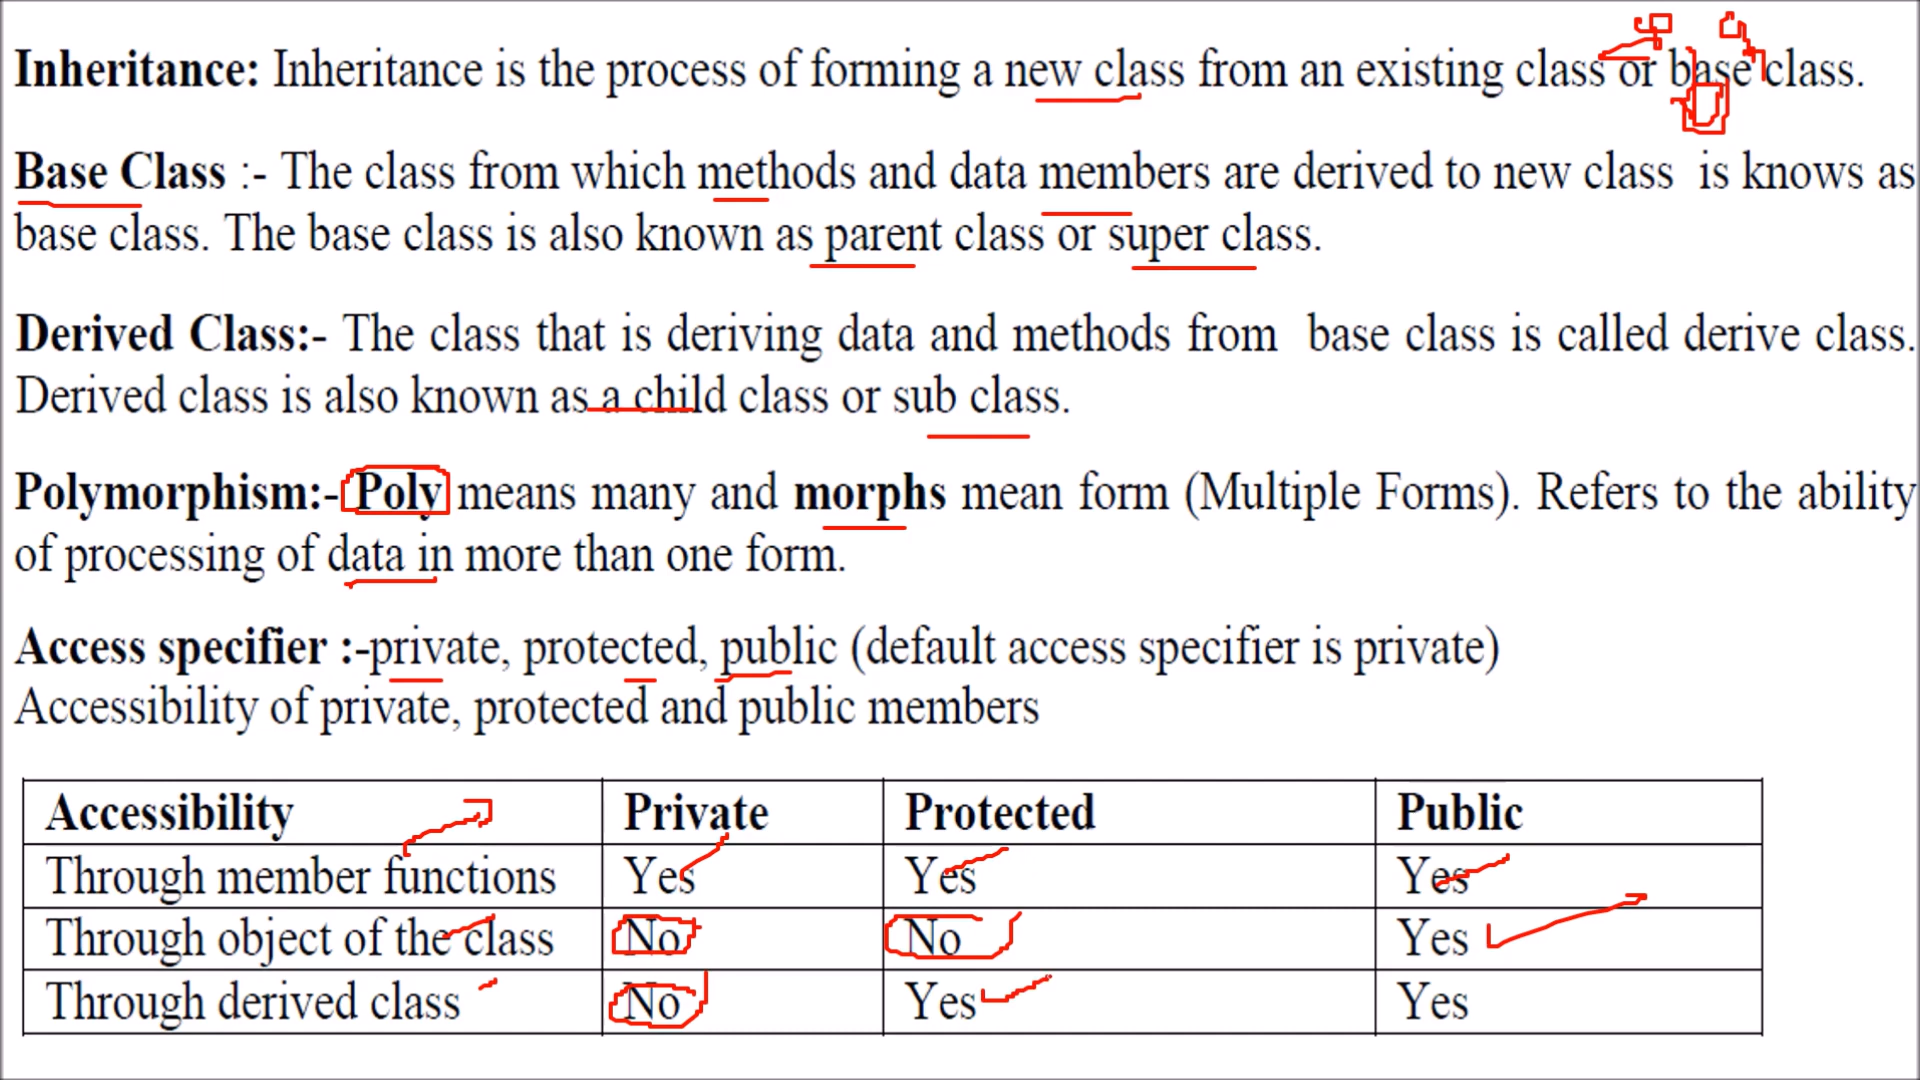 Inheritance: Inheritance is the process of forming a new class from an existing class or base class.
Base Class :- The class from which methods and data members are derived to new class is knows as
base class. The base class is also known as parent class or super class.
Derived Class:- The class that is deriving data and methods from base class is called derive class.
Derived class is also known as a child class or sub class.
Polymorphism:- Poly means many and morphs mean form (Multiple Forms). Refers to the ability
of processing of data in more than one form.
Access specifier :-private, protected, public (default access specifier is private)
Accessibility of private, protected and public members
Accessibility Private Protected Public
Through member functions Yes Yes Yes
Through object of the class No No Yes
Through derived class No Yes Yes